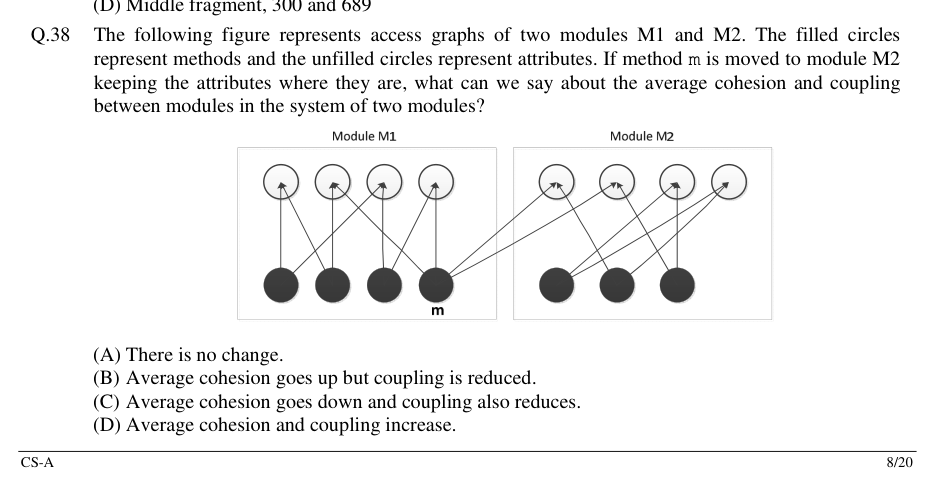 (D) Middle fragment, 300 and 689
Q.38 The following figure represents access graphs of two modules M1 and M2. The filled circles
represent methods and the unfilled circles represent attributes. If method m is moved to module M2
keeping the attributes where they are, what can we say about the average cohesion and coupling
between modules in the system of two modules?
Module M1 Module M2
m
(A) There is no change.
(B) Average cohesion goes up but coupling is reduced.
(C) Average cohesion goes down and coupling also reduces.
(D) Average cohesion and coupling increase.
CS-A 8/20